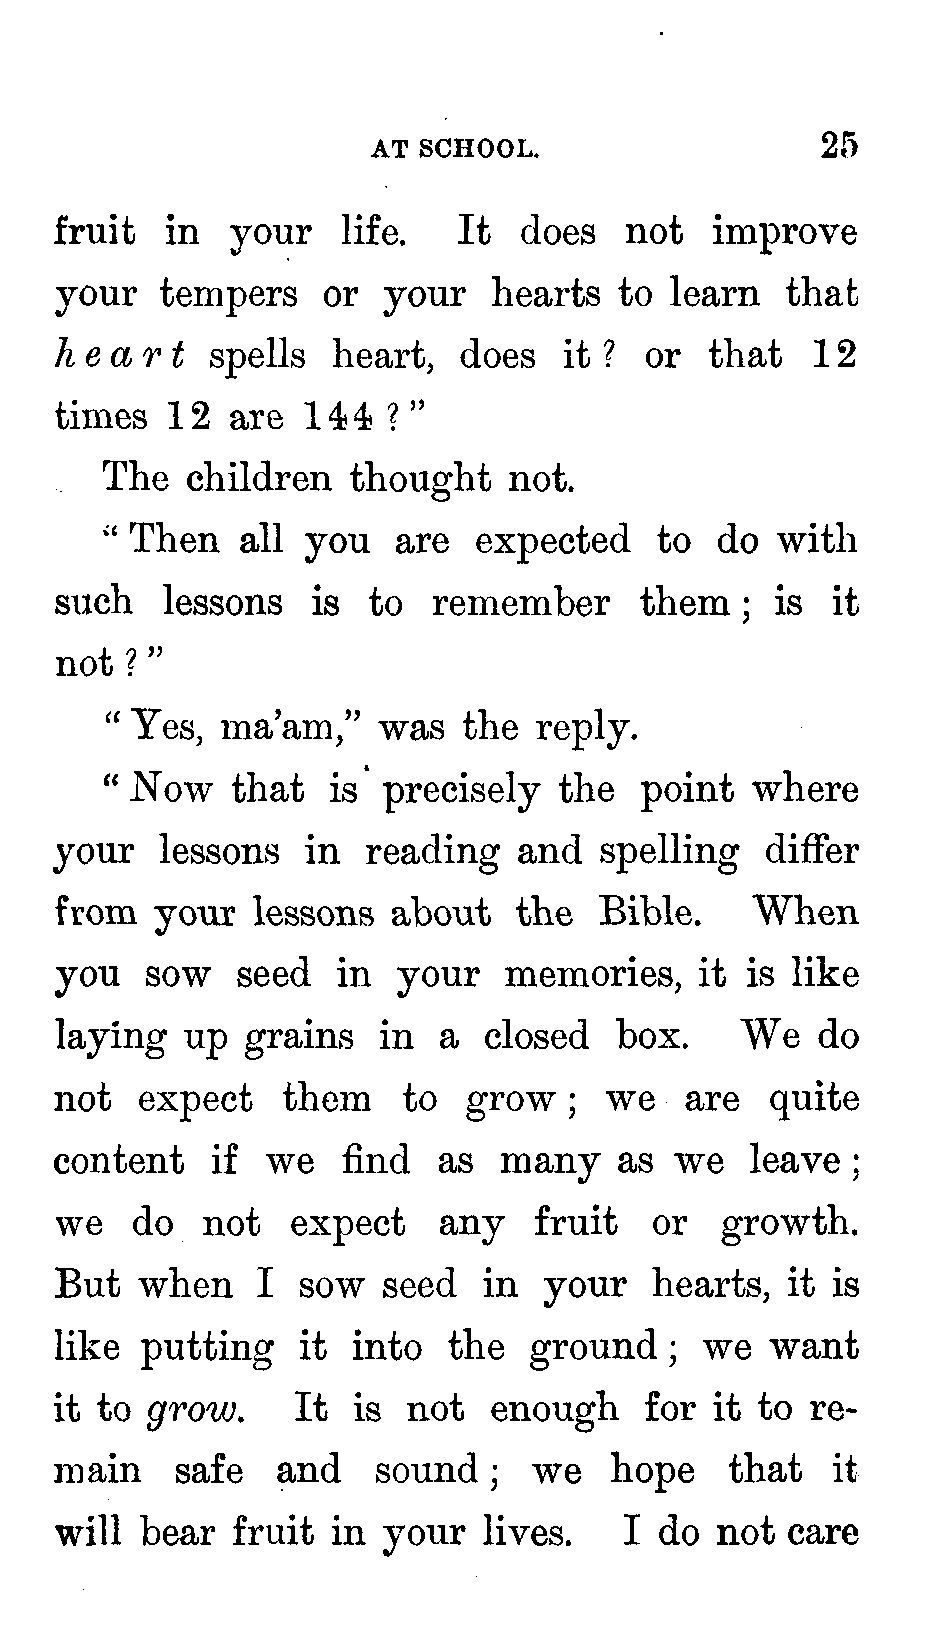 AT SCHOOL. 25
fruit in your life. It does not improve
your tempers or your hearts to learn that
h e a r t spells heart, does it ? or that 12
times 12 are 144 ? ”
The children thought not.
“ Then all you are expected to do with
such lessons is to remember them ; is it
not ? ”
“ Yes, ma’am,” was the reply.
“ Now that is precisely the point where
your lessons in reading and spelling differ
from your lessons about the Bible. When
you sow seed in your memories, it is like
laying up grains in a closed box. We do
not expect them to grow ; we are quite
content if we find as many as we leave ;
we do not expect any fruit or growth.
But when I sow seed in your hearts, it is
like putting it into the ground ; we want
it to grow. It is not enough for it to re-
main safe and sound ; we hope that it
will bear fruit in your lives. I do not care